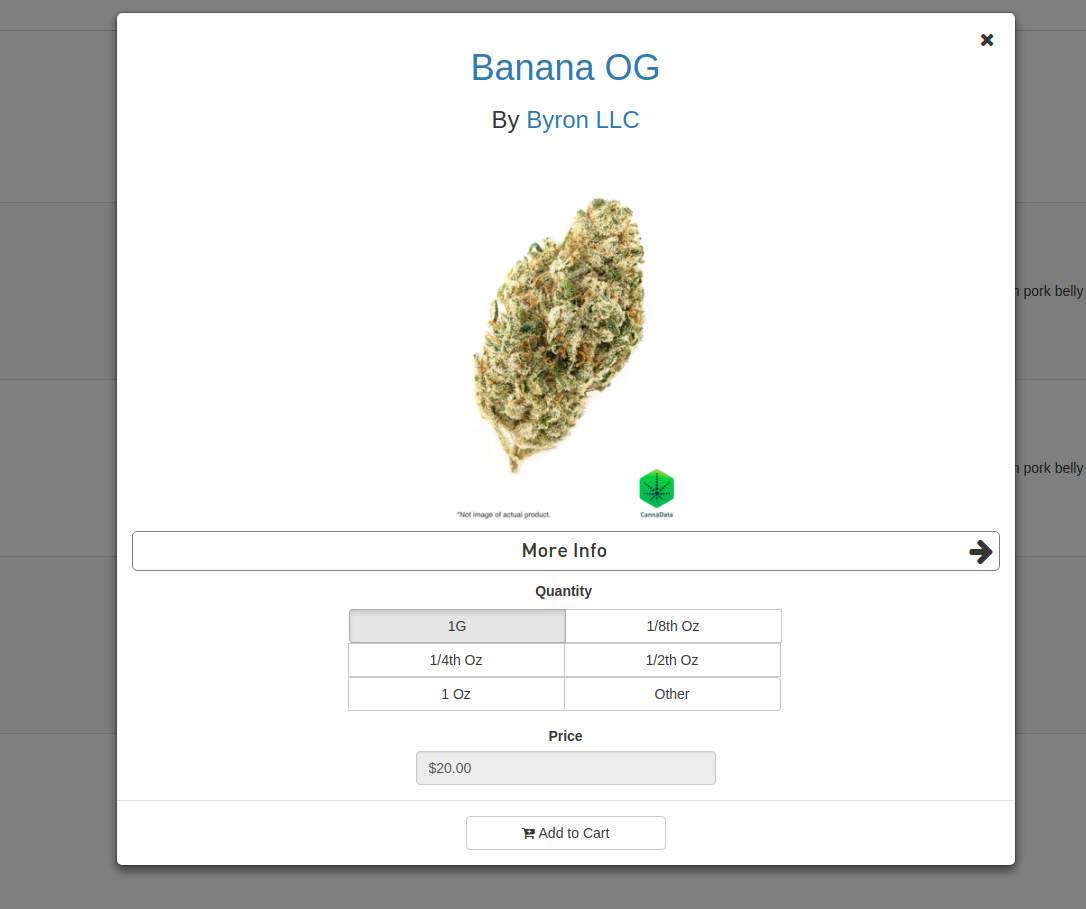 Banana OG
By Byron LLC
pork belly
pork belly
*Not image of actual product.
CannaData
More Info
Quantity
1G
1/8th Oz
1/4th Oz
1/2th Oz
1 Oz
Other
Price
$20.00
Add to Cart